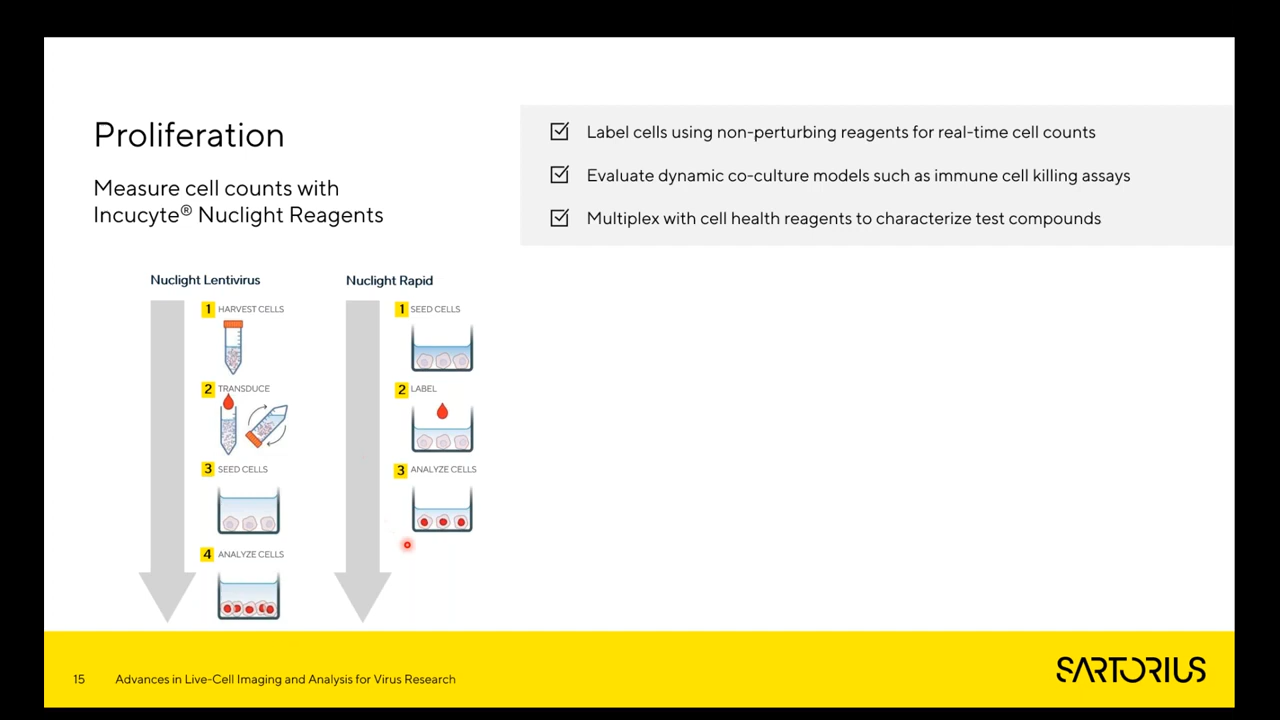 Proliferation
Measure cell counts with
Incucyte® Nuclight Reagents
Label cells using non-perturbing reagents for real-time cell counts
Evaluate dynamic co-culture models such as immune cell killing assays
Multiplex with cell health reagents to characterize test compounds
Nuclight Lentivirus
1 HARVEST CELLS
2 TRANSDUCE
3 SEED CELLS
4 ANALYZE CELLS
Nuclight Rapid
1 SEED CELLS
2 LABEL
3 ANALYZE CELLS
15 Advances in Live-Cell Imaging and Analysis for Virus Research
SARTORIUS